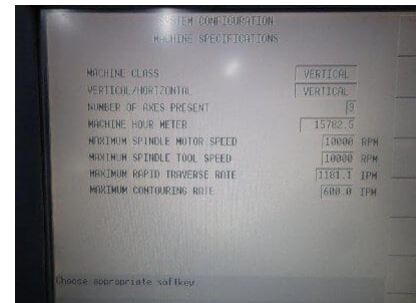 SYSTEM CONFIGURATION
MACHINE SPECIFICATIONS
MACHINE CLASS VERTICAL
VERTICAL/HORIZONTAL VERTICAL
NUMBER OF AXES PRESENT
MACHINE HOUR METER 15782.5
MAXIMUM SPINDLE MOTOR SPEED 10000 RPM
MAXIMUM SPINDLE TOOL SPEED 10000 RPM
MAXIMUM RAPID TRAVERSE RATE 1181.1 IPM
MAXIMUM CONTOURING RATE 600.0 IPM
Choose appropriate softkey